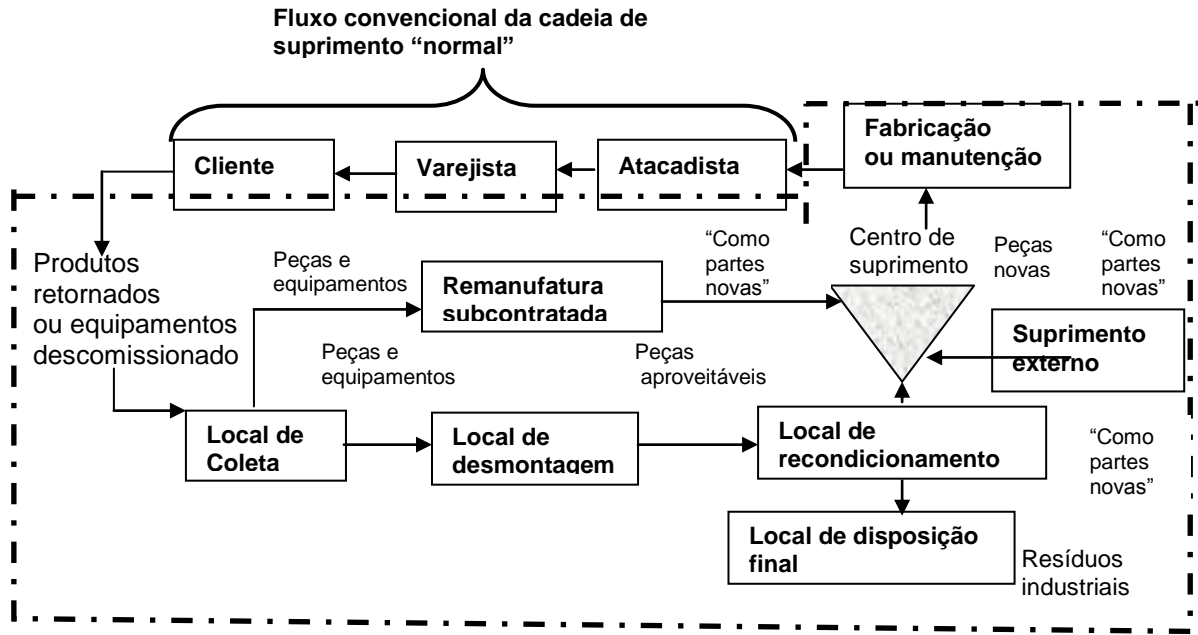 Fluxo convencional da cadeia de
suprimento “normal”
Fabricação
ou manutenção
Cliente
Varejista
Atacadista
Produtos
retornados
ou equipamentos
descomissionado
Peças e
equipamentos
Remanufatura
subcontratada
“Como
partes
novas”
Centro de
suprimento
Peças
novas
“Como
partes
novas”
Suprimento
externo
Peças e
equipamentos
Peças
aproveitáveis
Local de
Coleta
Local de
desmontagem
Local de
recondicionamento
“Como
partes
novas”
Local de disposição
final
Resíduos
industriais